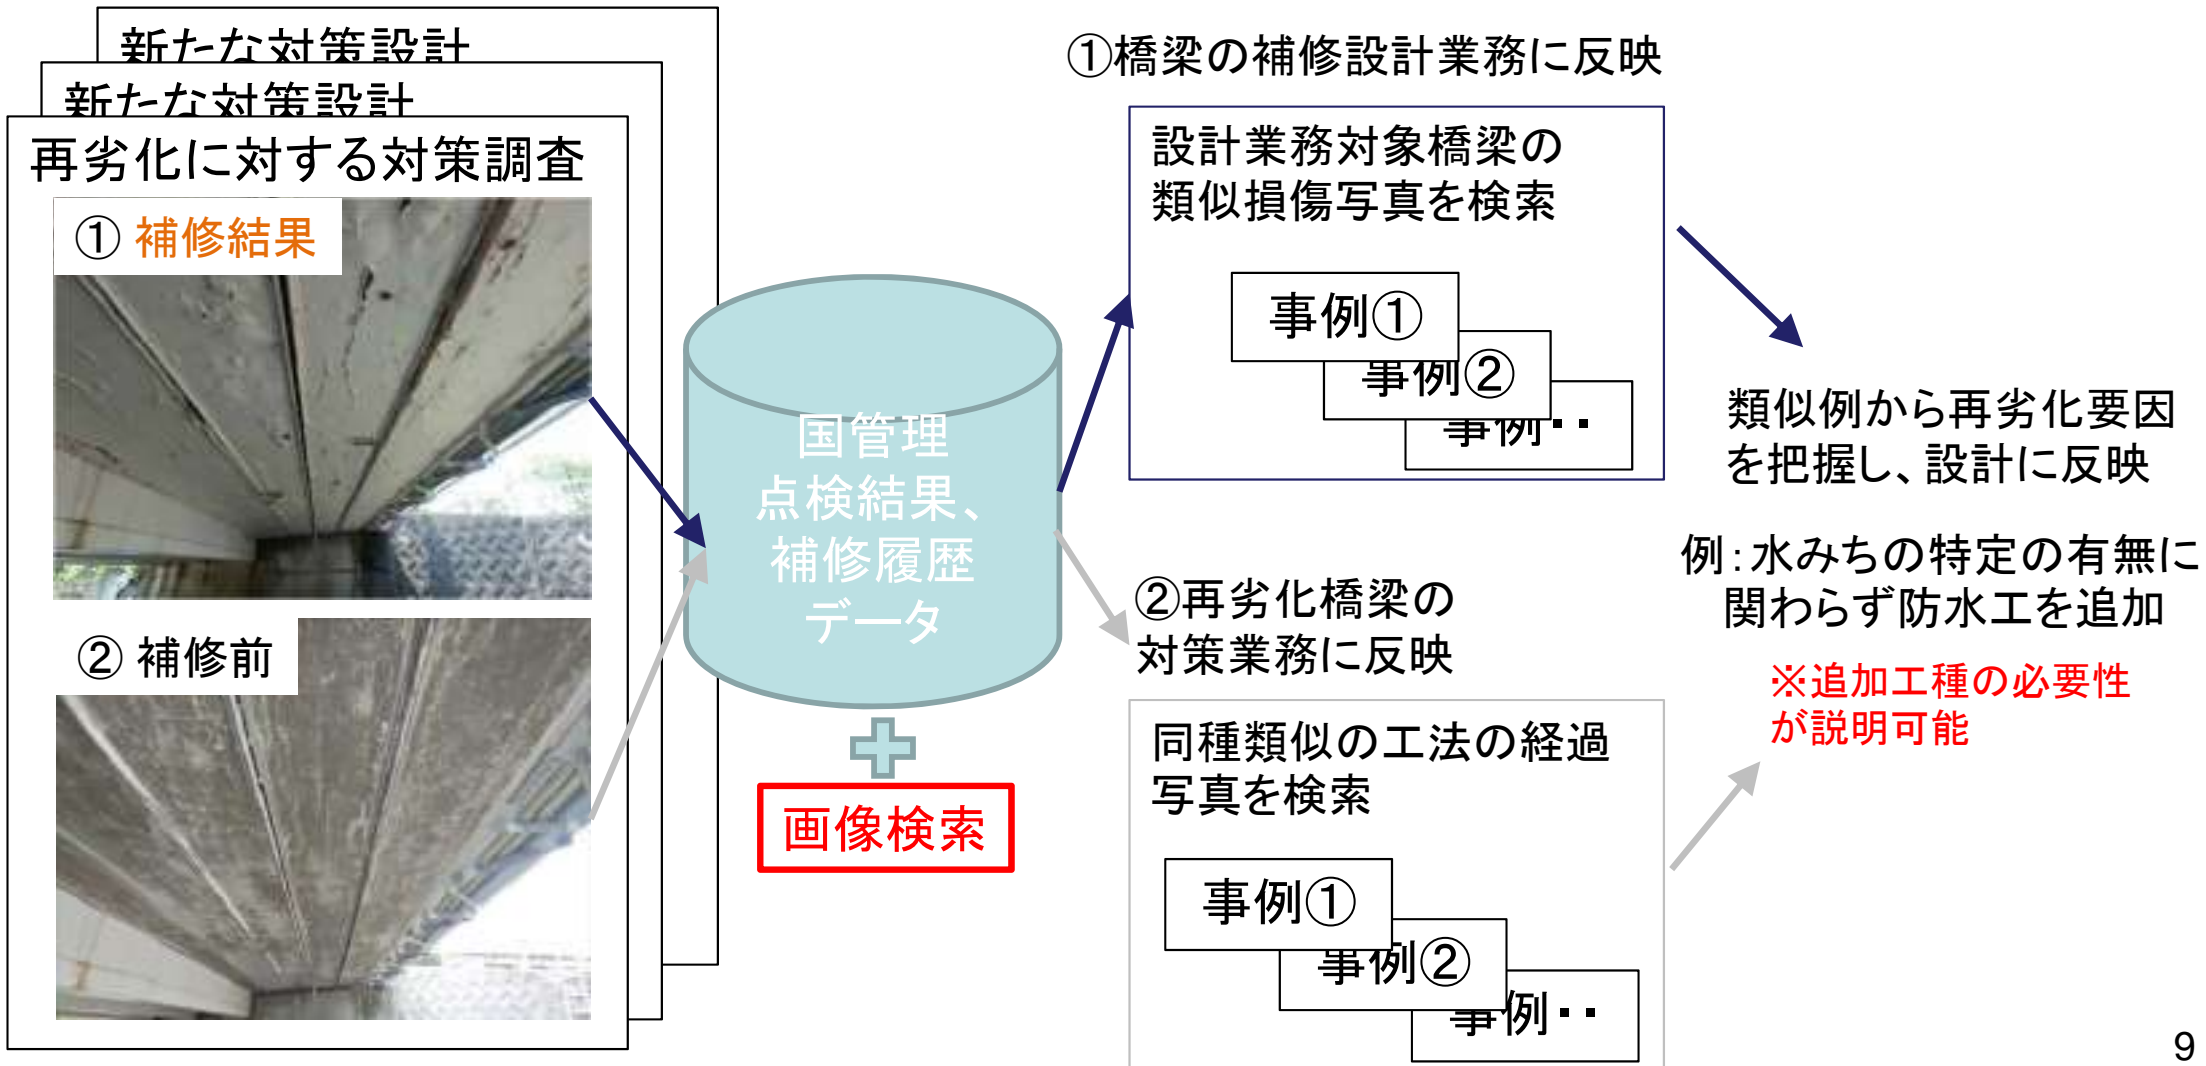 新たな対策設計
新たな対策設計
再劣化に対する対策調査
① 補修結果
② 補修前
国管理
点検結果、
補修履歴
データ
画像検索
①橋梁の補修設計業務に反映
設計業務対象橋梁の
類似損傷写真を検索
事例①
事例②
事例・・
②再劣化橋梁の
対策業務に反映
同種類似の工法の経過
写真を検索
事例①
事例②
事例・・
類似例から再劣化要因
を把握し、設計に反映
例：水みちの特定の有無に
関わらず防水工を追加
※追加工種の必要性
が説明可能
9